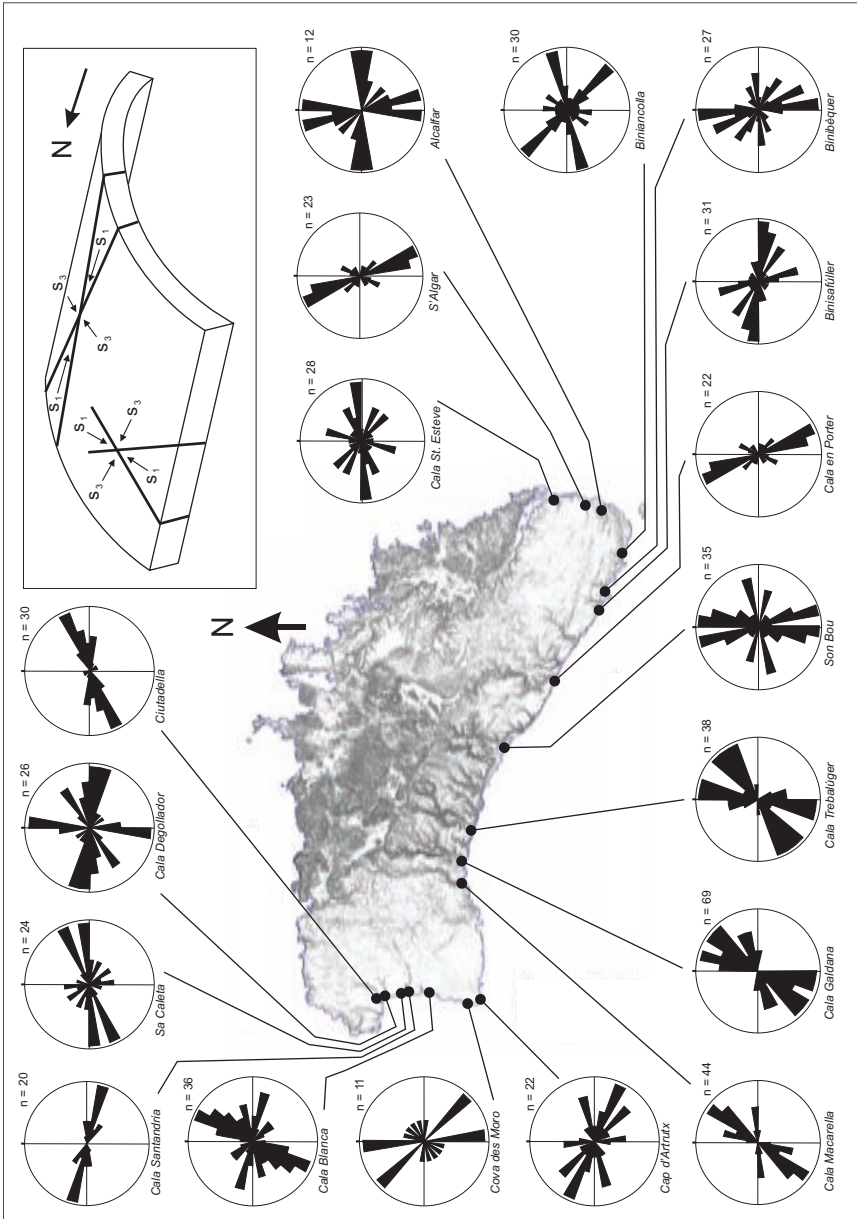 n = 20
Cala Santandria
n = 24
Sa Caleta
n = 26
Cala Degollador
n = 30
Ciutadella
N
S1
S3
S3
S1
S1
S3
S3
S1
N
n = 36
Cala Blanca
n = 28
Cala St. Esteve
n = 23
S'Algar
n = 12
Alcalfar
n = 11
Cova des Moro
n = 30
Biniancolla
n = 22
Cap d'Artrutx
n = 44
Cala Macarella
n = 69
Cala Galdana
n = 38
Cala Trebalúger
n = 35
Son Bou
n = 22
Cala en Porter
n = 31
Binisafúller
n = 27
Binibèquer